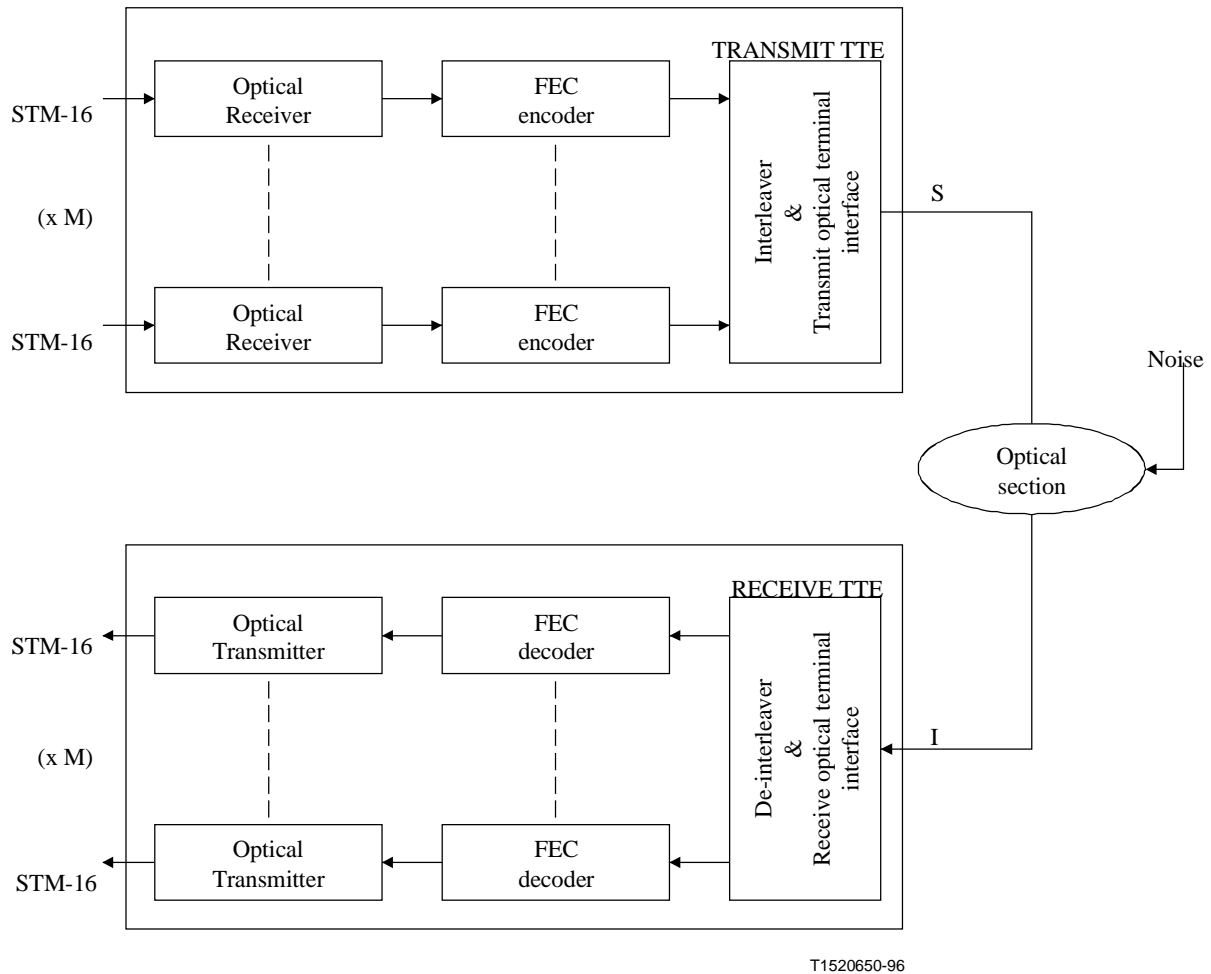 TRANSMIT TTE
STM-16
Optical
Receiver
FEC
encoder
Interleaver
&
Transmit optical terminal
interface
S
(x M)
STM-16
Optical
Receiver
FEC
encoder
Noise
Optical
section
RECEIVE TTE
STM-16
Optical
Transmitter
FEC
decoder
De-interleaver
&
Receive optical terminal
interface
I
(x M)
STM-16
Optical
Transmitter
FEC
decoder
T1520650-96